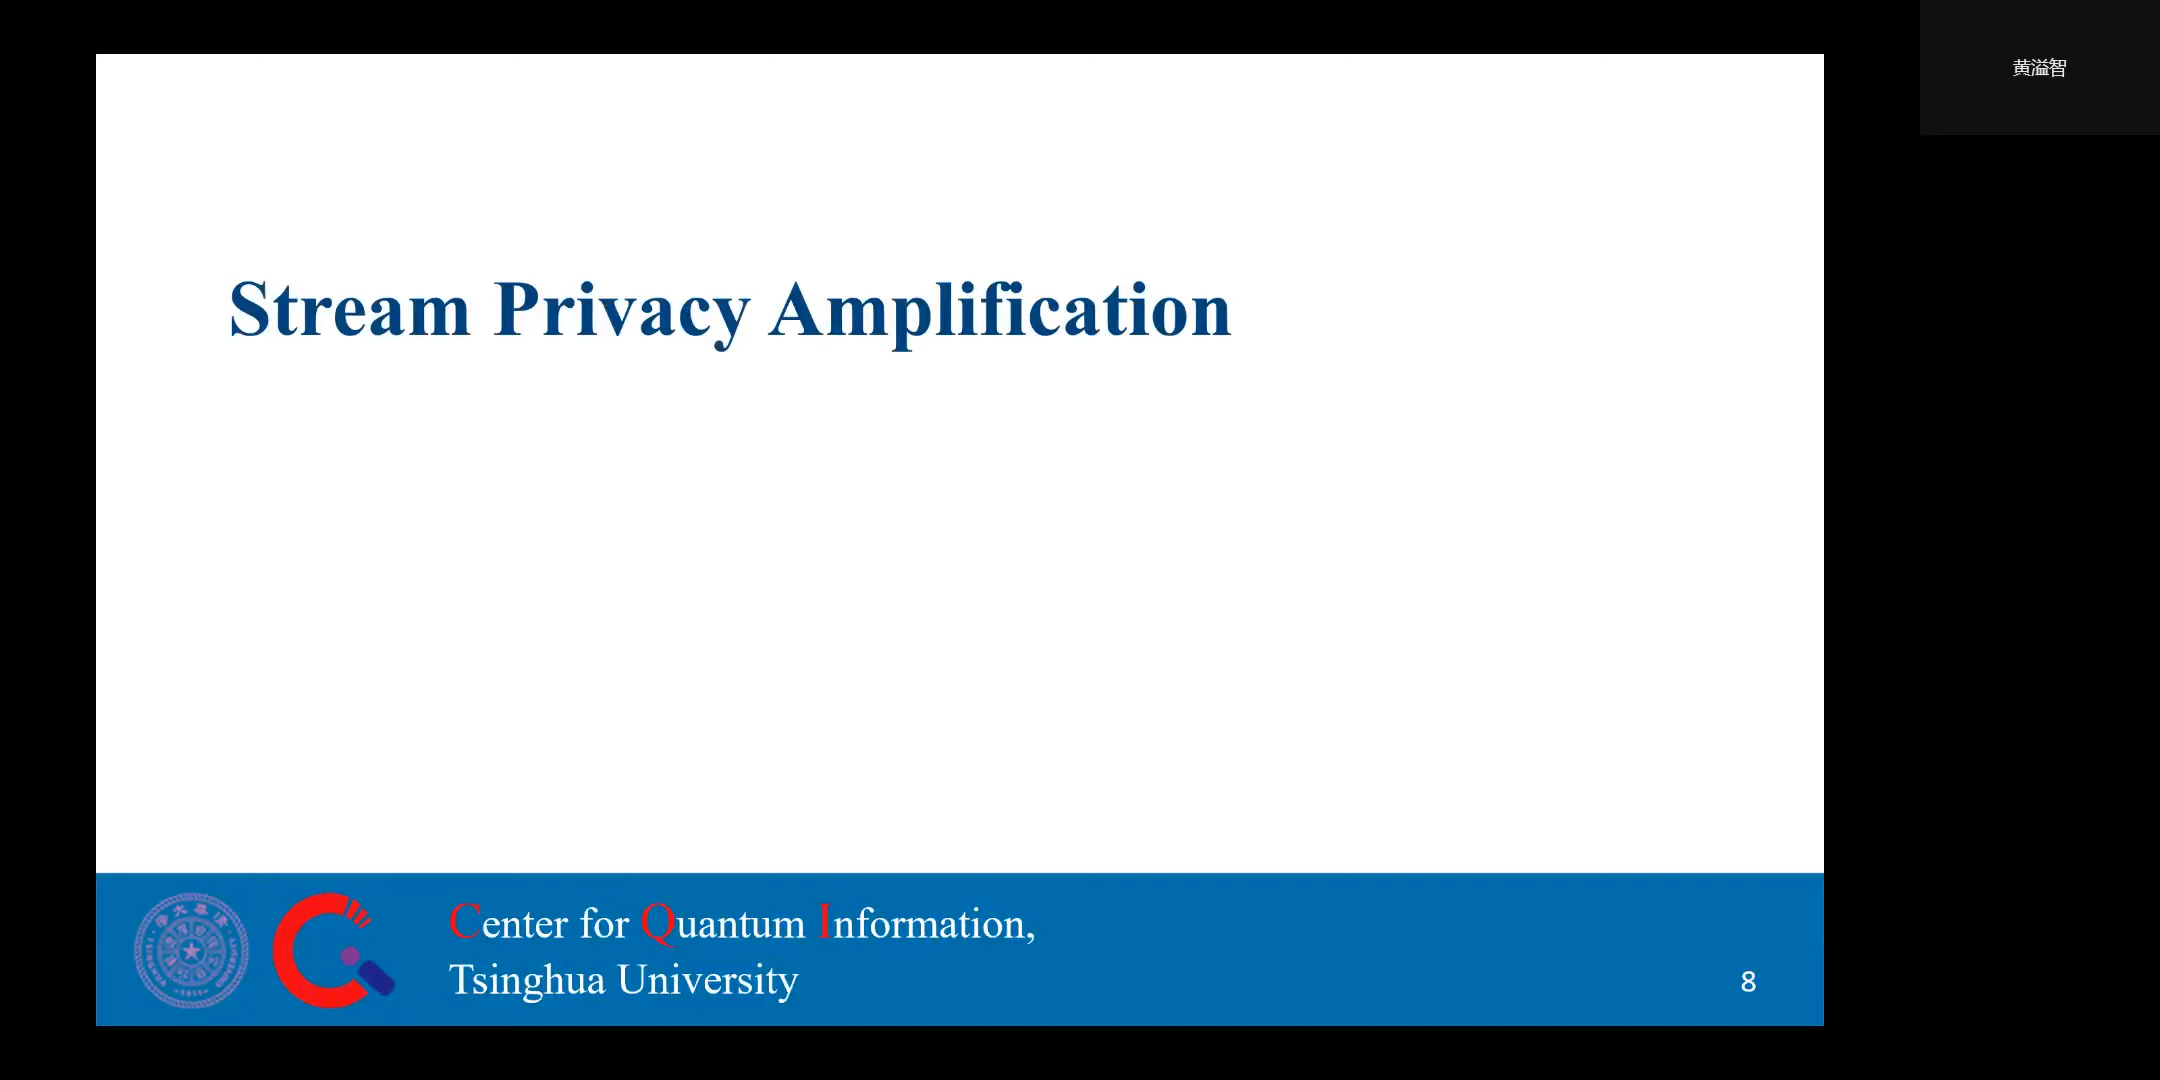 黄溢智
Stream Privacy Amplification
Center for Quantum Information,
Tsinghua University
8